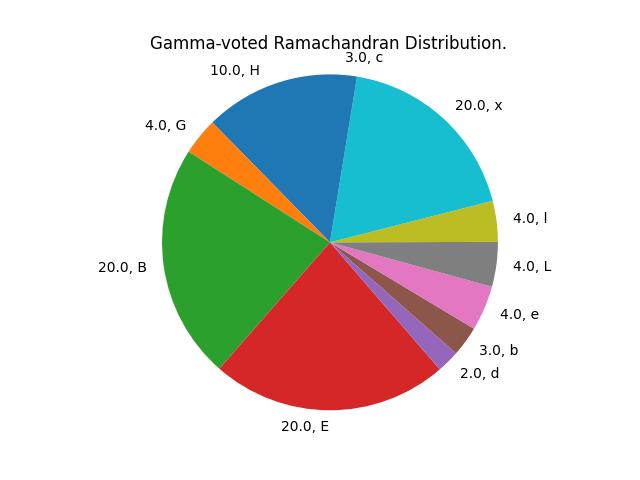 Gamma-voted Ramachandran Distribution.
3.0, c
10.0, H
20.0, x
4.0, G
4.0, l
20.0, B
4.0, L
4.0, e
3.0, b
2.0, d
20.0, E